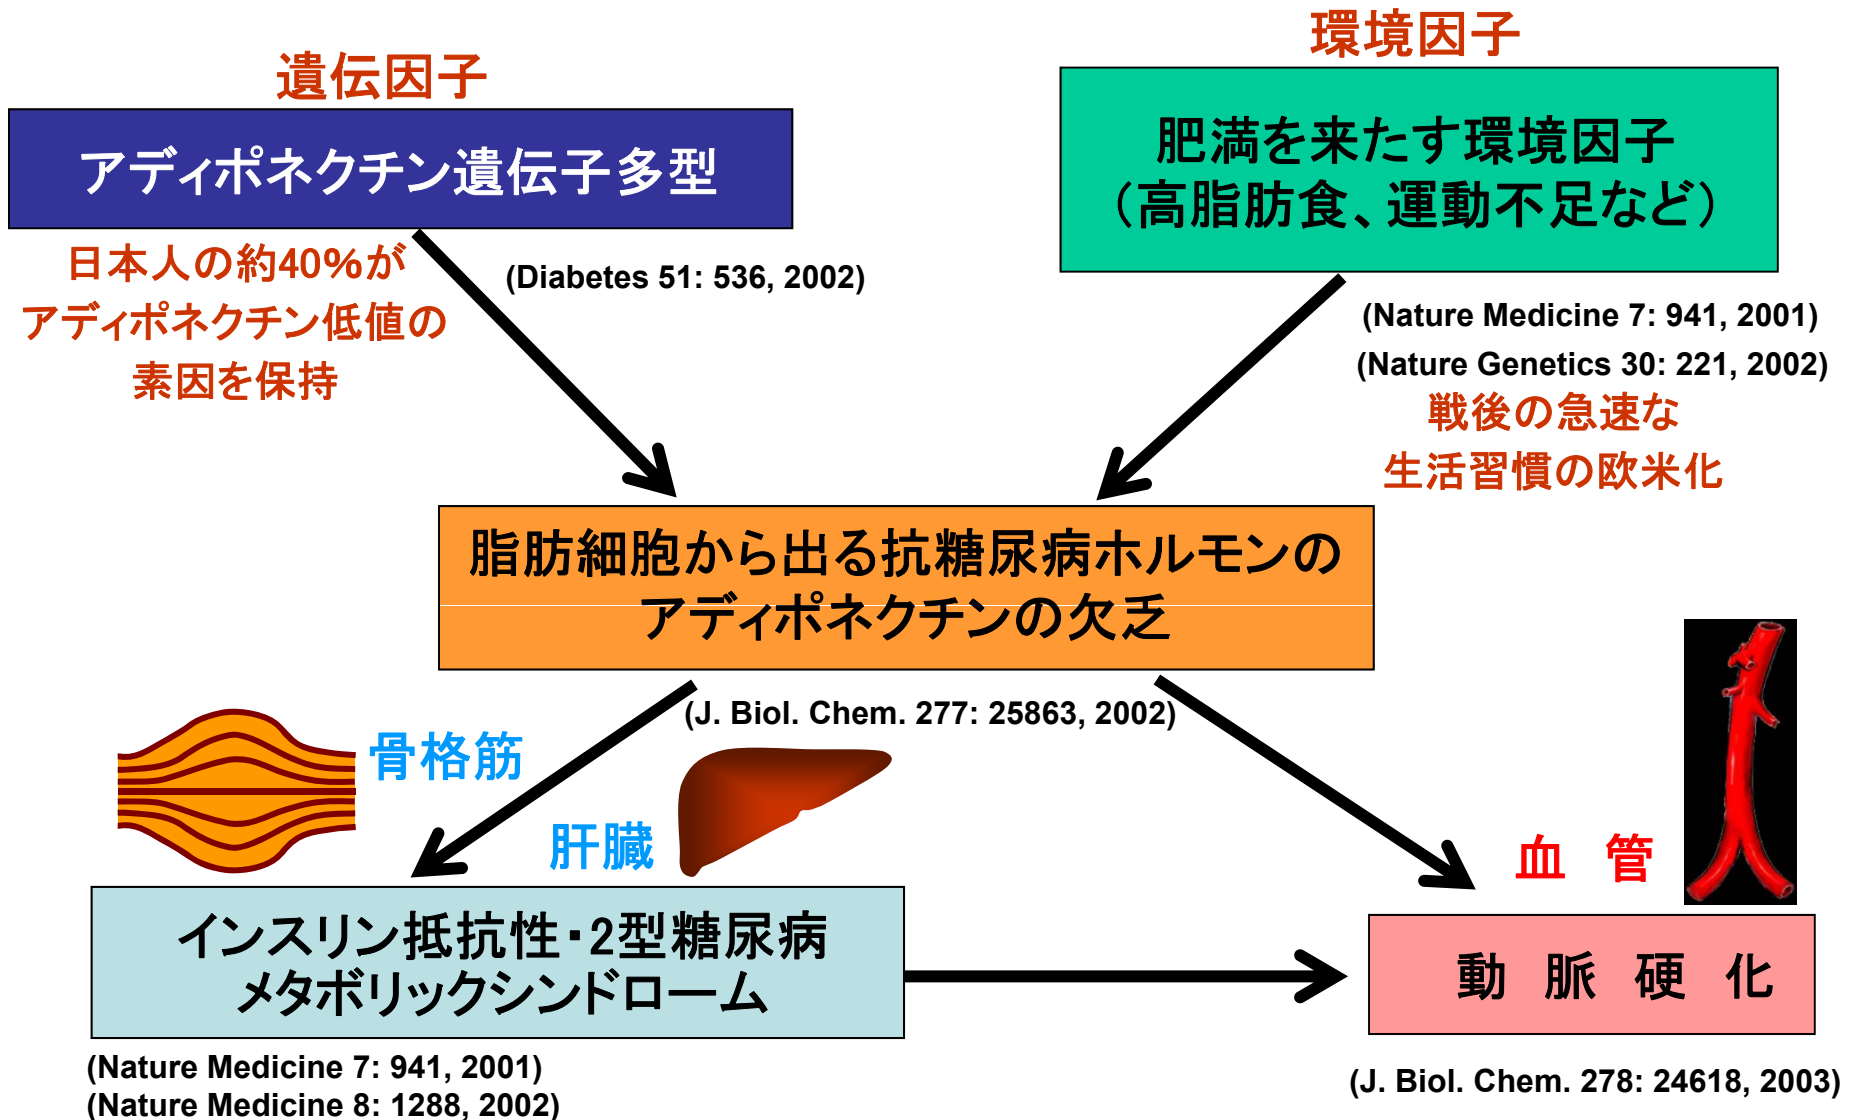 遺伝因子
アディポネクチン遺伝子多型
日本人の約40%が
アディポネクチン低値の
素因を保持
(Diabetes 51: 536, 2002)
環境因子
肥満を来たす環境因子
（高脂肪食、運動不足など）
(Nature Medicine 7: 941, 2001)
(Nature Genetics 30: 221, 2002)
戦後の急速な
生活習慣の欧米化
脂肪細胞から出る抗糖尿病ホルモンの
アディポネクチンの欠乏
(J. Biol. Chem. 277: 25863, 2002)
骨格筋
肝臓
血　管
インスリン抵抗性・2型糖尿病
メタボリックシンドローム
(Nature Medicine 7: 941, 2001)
(Nature Medicine 8: 1288, 2002)
動　脈　硬　化
(J. Biol. Chem. 278: 24618, 2003)